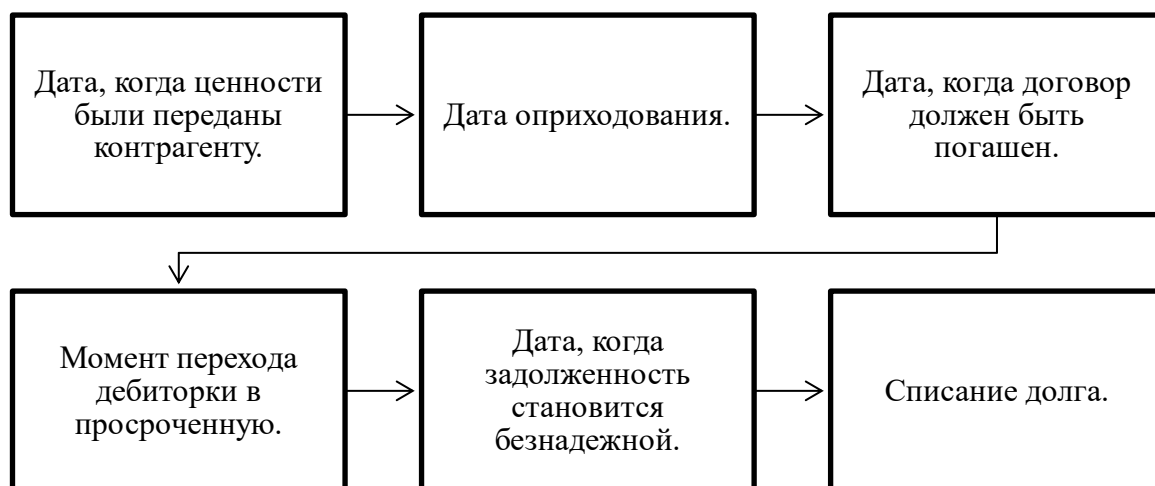 Дата, когда ценности
были переданы
контрагенту.
Дата оприходования.
Дата, когда договор
должен быть
погашен.
Момент перехода
дебиторки в
просроченную.
Дата, когда
задолженность
становится
безнадежной.
Списание долга.